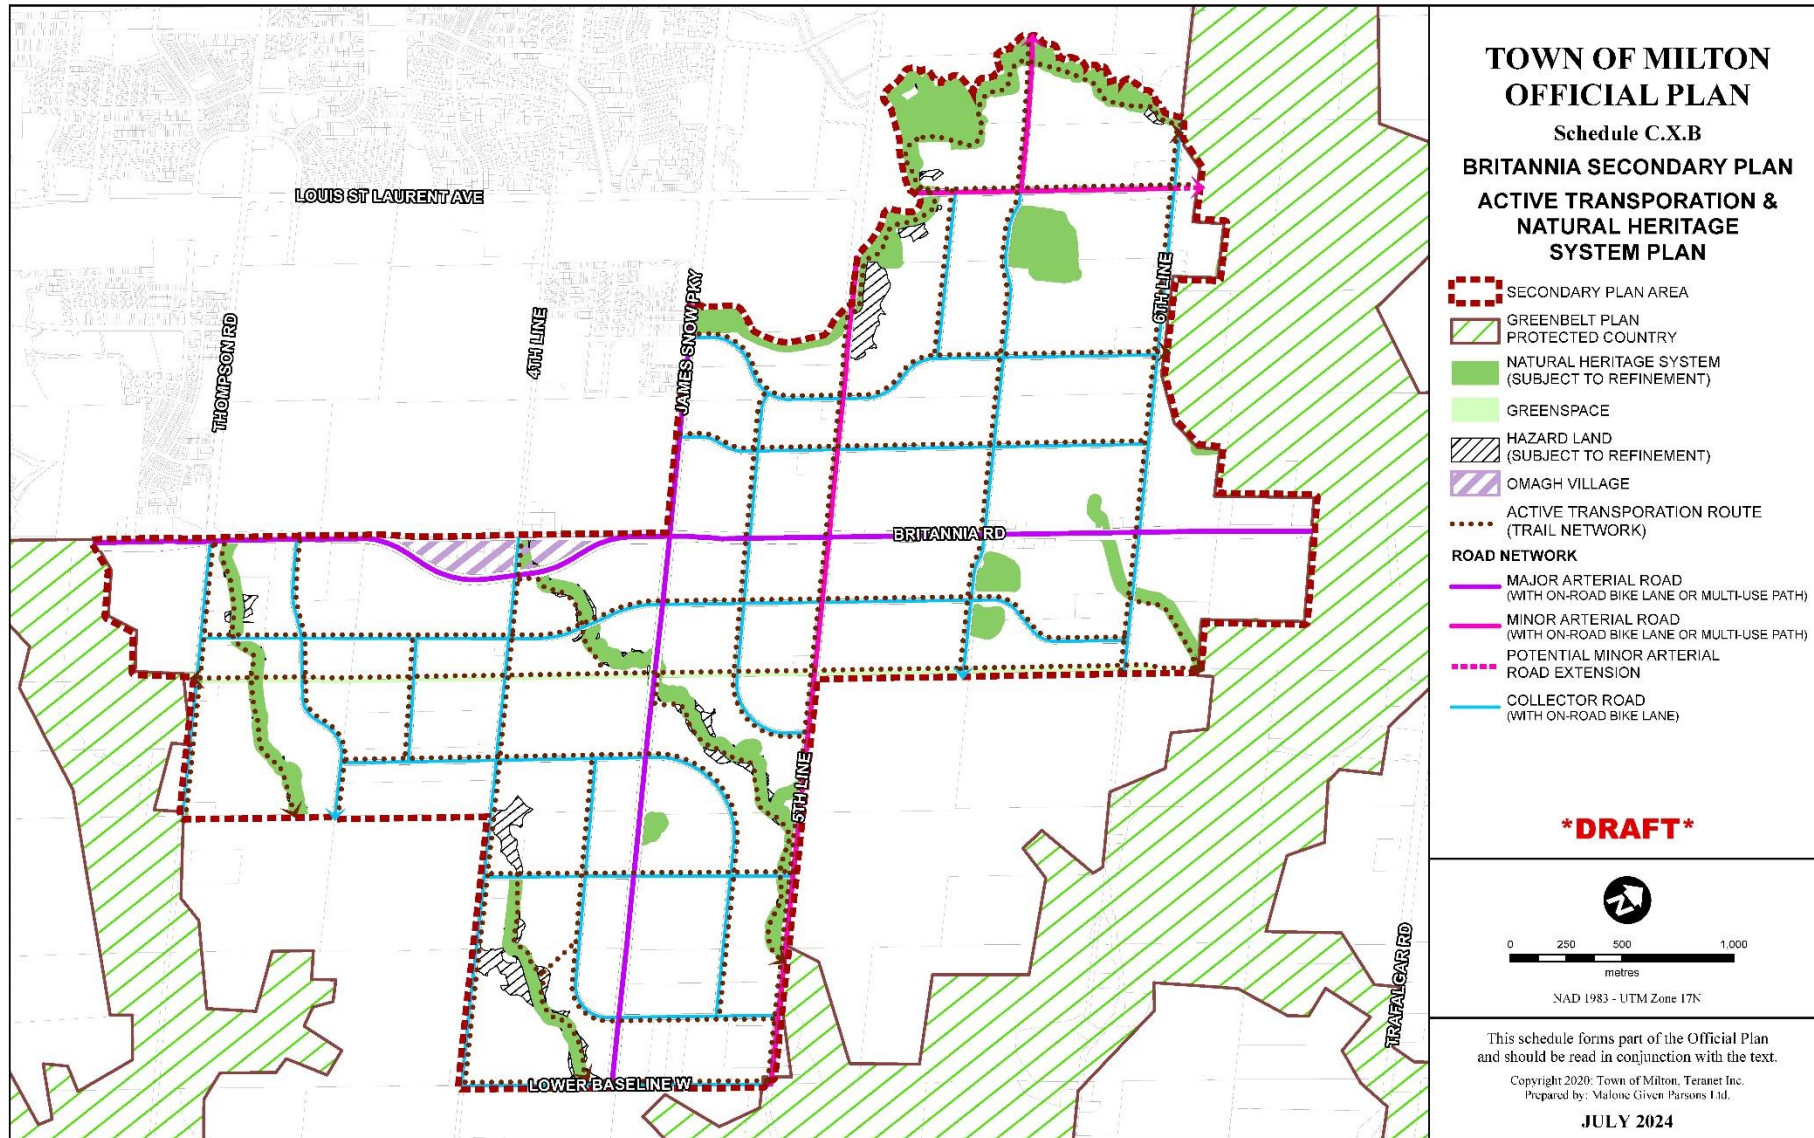 TOWN OF MILTON
OFFICIAL PLAN
Schedule C.X.B
BRITANNIA SECONDARY PLAN
ACTIVE TRANSPORATION &
NATURAL HERITAGE
SYSTEM PLAN
SECONDARY PLAN AREA
GREENBELT PLAN
PROTECTED COUNTRY
NATURAL HERITAGE SYSTEM
(SUBJECT TO REFINEMENT)
GREENSPACE
HAZARD LAND
(SUBJECT TO REFINEMENT)
OMAGH VILLAGE
ACTIVE TRANSPORATION ROUTE
(TRAIL NETWORK)
ROAD NETWORK
MAJOR ARTERIAL ROAD
(WITH ON-ROAD BIKE LANE OR MULTI-USE PATH)
MINOR ARTERIAL ROAD
(WITH ON-ROAD BIKE LANE OR MULTI-USE PATH)
POTENTIAL MINOR ARTERIAL
ROAD EXTENSION
COLLECTOR ROAD
(WITH ON-ROAD BIKE LANE)
*DRAFT*
N
0 250 500 1,000
metres
NAD 1983 - UTM Zone 17N
This schedule forms part of the Official Plan
and should be read in conjunction with the text.
Copyright 2020: Town of Milton, Teranet Inc.
Prepared by: Malone Given Parsons Ltd.
JULY 2024
LOUIS ST LAURENT AVE
THOMPSON RD
4TH LINE
JAMES SNOW PKY
6TH LINE
BRITANNIA RD
5TH LINE
LOWER BASELINE W
TRAFALGAR RD